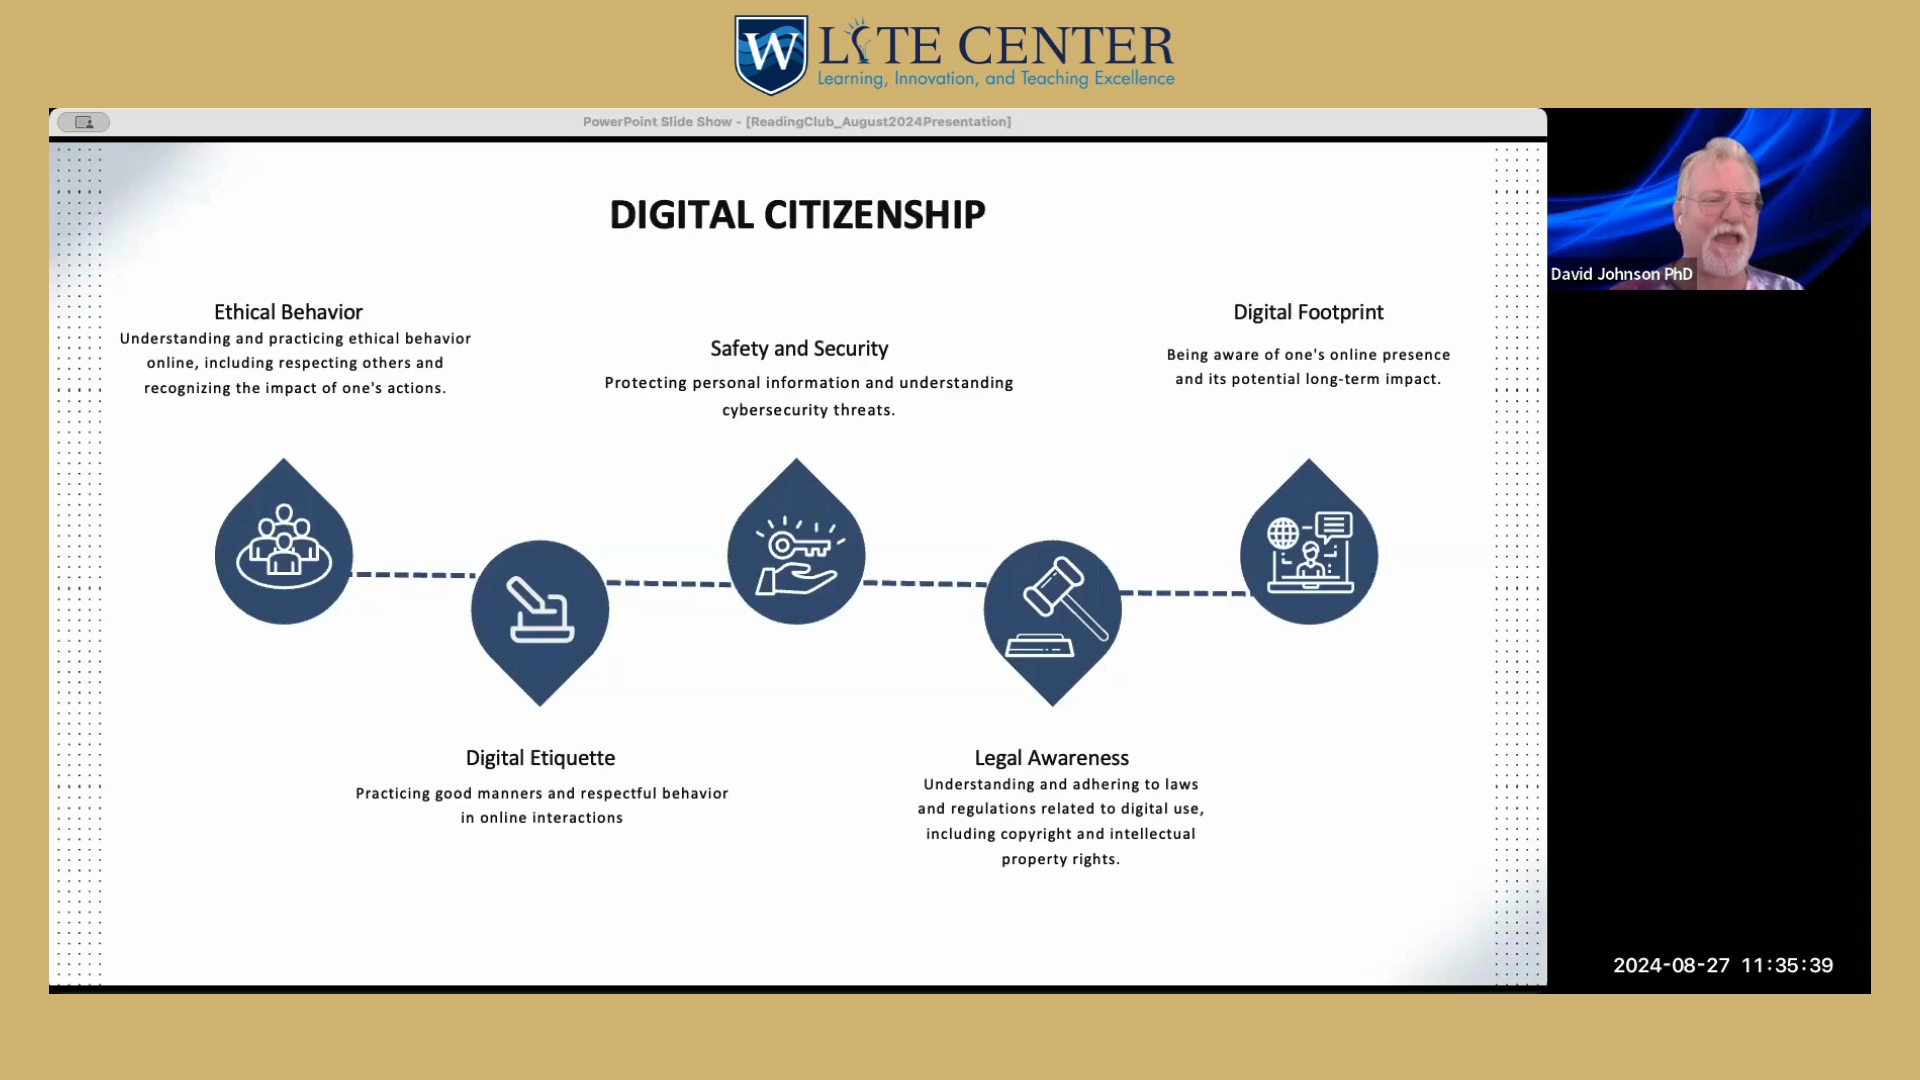 W LITE CENTER
Learning, Innovation, and Teaching Excellence
PowerPoint Slide Show - [ReadingClub_August2024Presentation]
DIGITAL CITIZENSHIP
Ethical Behavior
Understanding and practicing ethical behavior
online, including respecting others and
recognizing the impact of one's actions.
Safety and Security
Protecting personal information and understanding
cybersecurity threats.
Digital Footprint
Being aware of one's online presence
and its potential long-term impact.
Digital Etiquette
Practicing good manners and respectful behavior
in online interactions
Legal Awareness
Understanding and adhering to laws
and regulations related to digital use,
including copyright and intellectual
property rights.
David Johnson PhD
2024-08-27 11:35:39